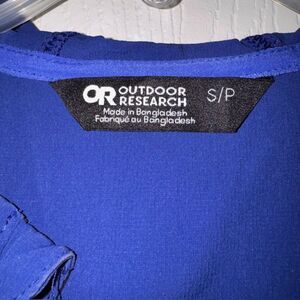 OR OUTDOOR RESEARCH S/P
Made in Bangladesh
Fabriqué au Bangladesh